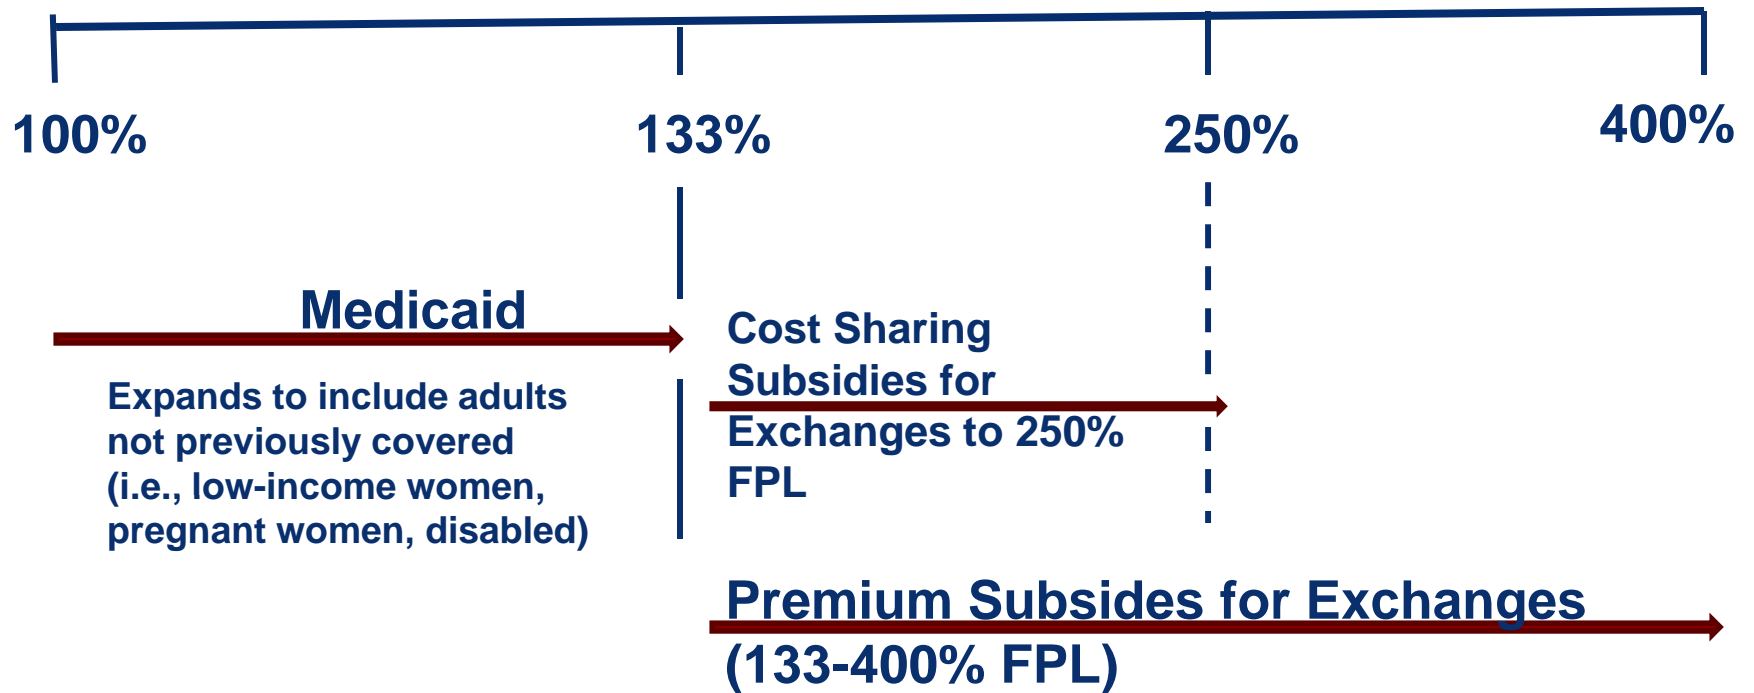 100%
133%
250%
400%
Medicaid
Expands to include adults
not previously covered
(i.e., low-income women,
pregnant women, disabled)
Cost Sharing
Subsidies for
Exchanges to 250%
FPL
Premium Subsides for Exchanges
(133-400% FPL)